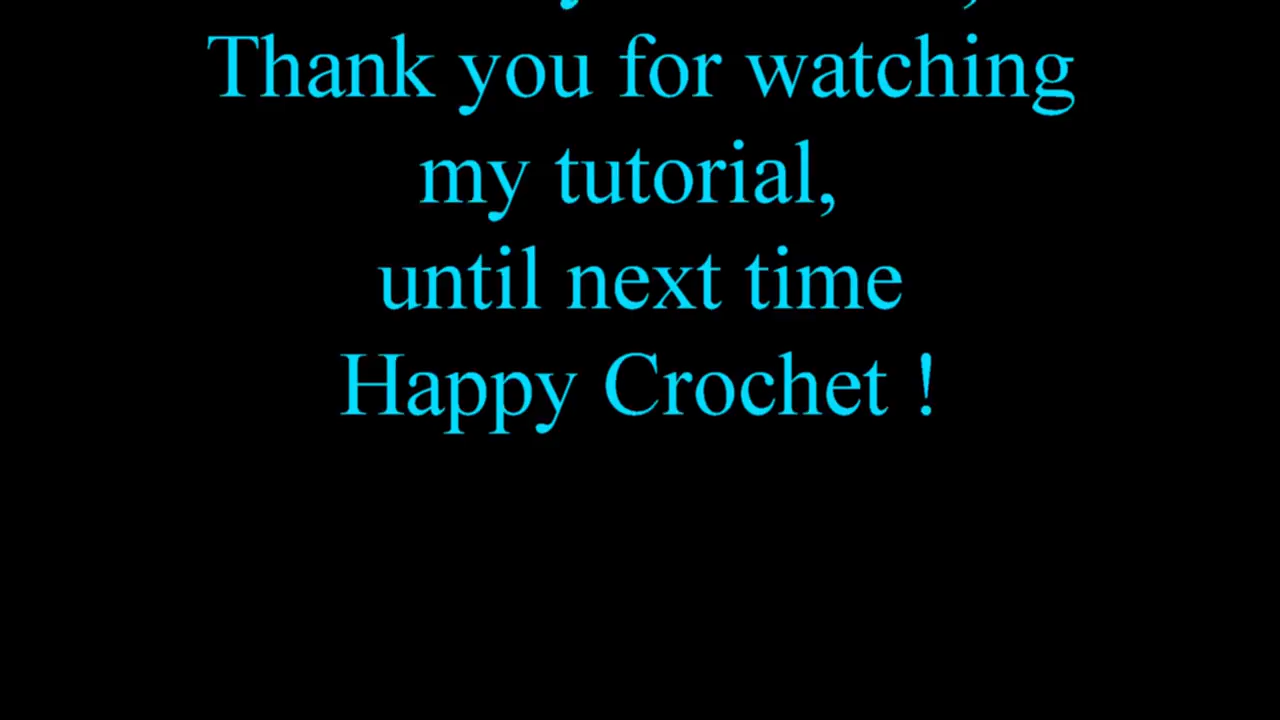 Thank you for watching
my tutorial,
until next time
Happy Crochet !